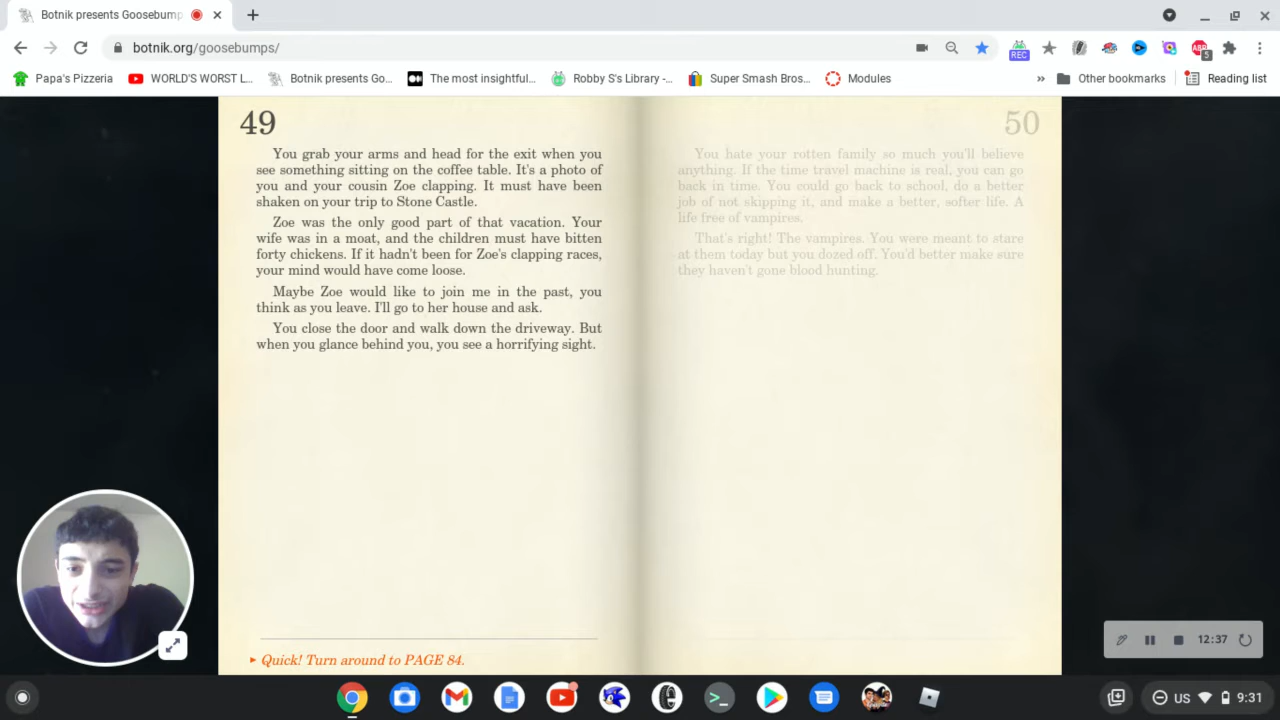 Botnik presents Goosebump
botnik.org/goosebumps/
REC
ABP
5
Papa's Pizzeria
WORLD'S WORST L...
Botnik presents Go...
The most insightful...
Robby S's Library -...
Super Smash Bros...
Modules
»
Other bookmarks
Reading list
49
You grab your arms and head for the exit when you
see something sitting on the coffee table. It's a photo of
you and your cousin Zoe clapping. It must have been
shaken on your trip to Stone Castle.
Zoe was the only good part of that vacation. Your
wife was in a moat, and the children must have bitten
forty chickens. If it hadn't been for Zoe's clapping races,
your mind would have come loose.
Maybe Zoe would like to join me in the past, you
think as you leave. I'll go to her house and ask.
You close the door and walk down the driveway. But
when you glance behind you, you see a horrifying sight.
Quick! Turn around to PAGE 84.
50
You hate your rotten family so much you'll believe
anything. If the time travel machine is real, you can go
back in time. You could go back to school, do a better
job of not skipping it, and make a better, softer life. A
life free of vampires.
That's right! The vampires. You were meant to stare
at them today but you dozed off. You'd better make sure
they haven't gone blood hunting.
12:37
US
9:31